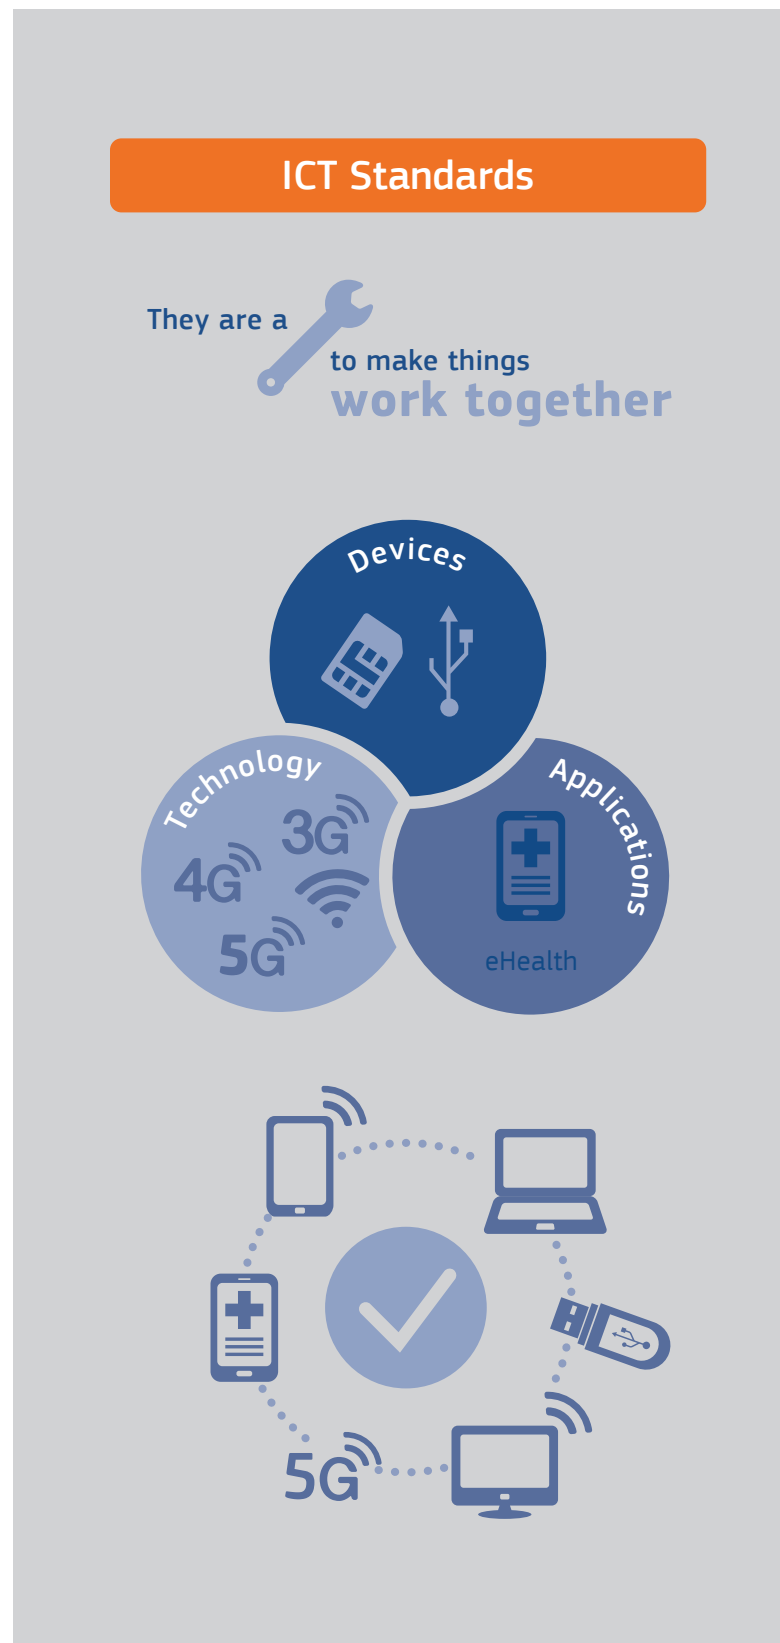 ICT Standards
They are a
to make things
work together
Devices
Technology
3G
4G
5G
Applications
eHealth
5G